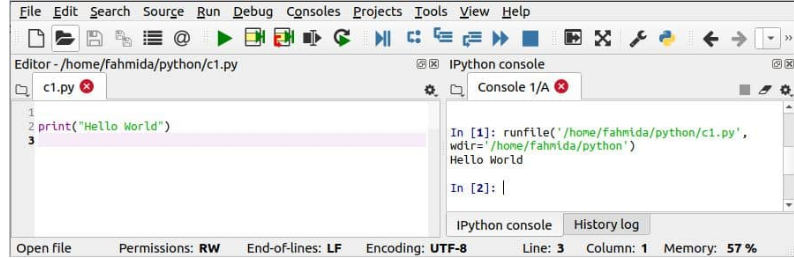 File Edit Search Source Run Debug Consoles Projects Tools View Help
Editor - /home/fahmida/python/c1.py
c1.py
1
2 print("Hello World")
3
IPython console
Console 1/A
In [1]: runfile('/home/fahmida/python/c1.py',
wdir='/home/fahmida/python')
Hello World
In [2]:
IPython console History log
Open file Permissions: RW End-of-lines: LF Encoding: UTF-8 Line: 3 Column: 1 Memory: 57 %